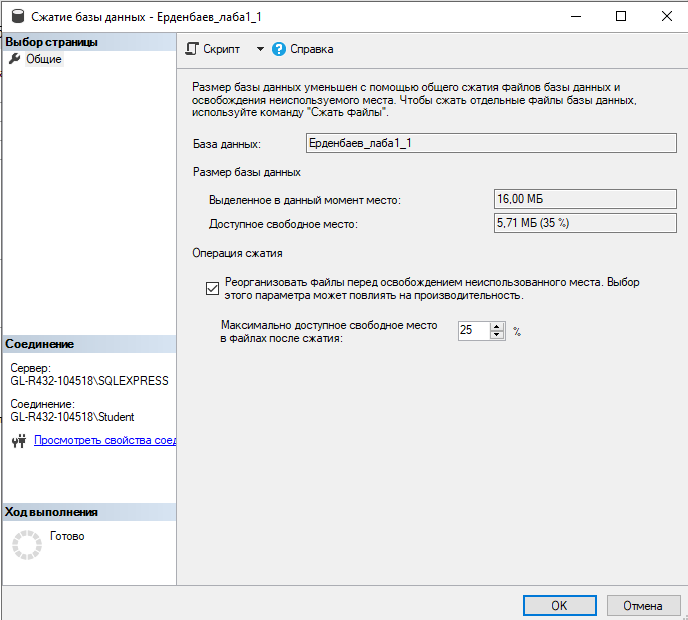 Сжатие базы данных - Ерденбаев_лаба1_1
Выбор страницы
Общие
Скрипт
Справка
Размер базы данных уменьшен с помощью общего сжатия файлов базы данных и
освобождения неиспользуемого места. Чтобы сжать отдельные файлы базы данных,
используйте команду "Сжать файлы".
База данных:
Ерденбаев_лаба1_1
Размер базы данных
Выделенное в данный момент место:
16,00 МБ
Доступное свободное место:
5,71 МБ (35 %)
Операция сжатия
Реорганизовать файлы перед освобождением неиспользованного места. Выбор
этого параметра может повлиять на производительность.
Максимально доступное свободное место
в файлах после сжатия:
25
%
Соединение
Сервер:
GL-R432-104518\SQLEXPRESS
Соединение:
GL-R432-104518\Student
Просмотреть свойства соед
Ход выполнения
Готово
OK
Отмена